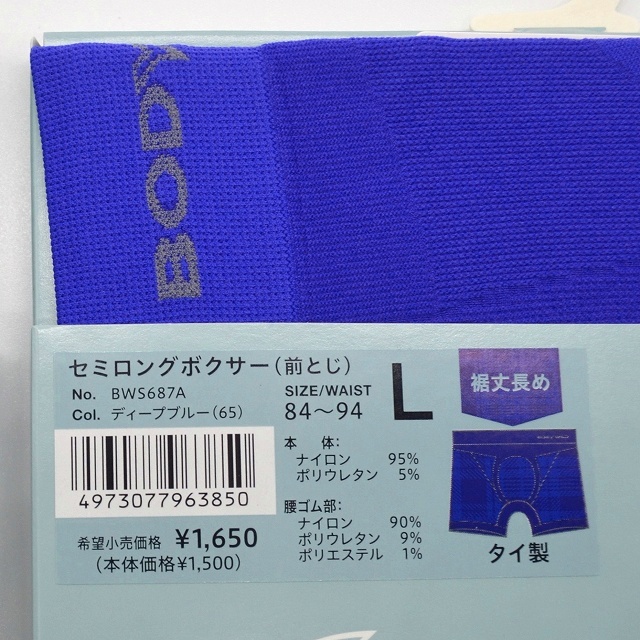 BODY
セミロングボクサー(前とじ)
No. BWS687A
Col. ディープブルー(65)
SIZE/WAIST
84〜94
L
裾丈長め
4973077963850
本 体:
ナイロン 95%
ポリウレタン 5%
腰ゴム部:
ナイロン 90%
ポリウレタン 9%
ポリエステル 1%
希望小売価格 ¥1,650
(本体価格¥1,500)
タイ製